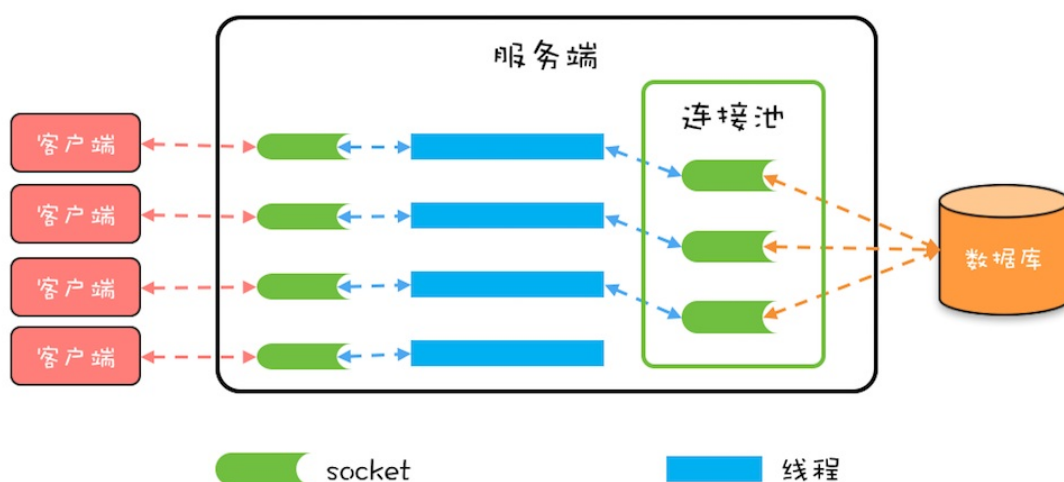 服务端
连接池
客户端
客户端
客户端
客户端
数据库
socket
线程